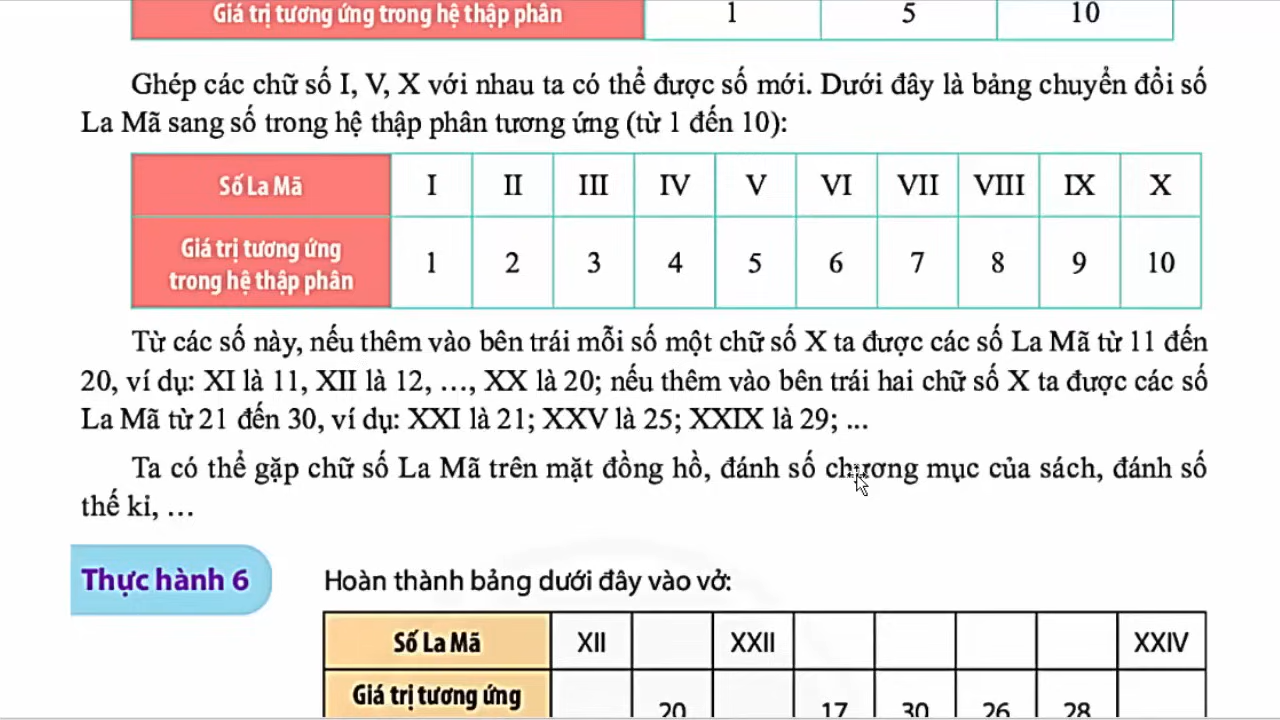 Giá trị tương ứng trong hệ thập phân 1 5 10
Ghép các chữ số I, V, X với nhau ta có thể được số mới. Dưới đây là bảng chuyển đổi số
La Mã sang số trong hệ thập phân tương ứng (từ 1 đến 10):
Số La Mã I II III IV V VI VII VIII IX X
Giá trị tương ứng
trong hệ thập phân 1 2 3 4 5 6 7 8 9 10
Từ các số này, nếu thêm vào bên trái mỗi số một chữ số X ta được các số La Mã từ 11 đến
20, ví dụ: XI là 11, XII là 12, ..., XX là 20; nếu thêm vào bên trái hai chữ số X ta được các số
La Mã từ 21 đến 30, ví dụ: XXI là 21; XXV là 25; XXIX là 29; ...
Ta có thể gặp chữ số La Mã trên mặt đồng hồ, đánh số chương mục của sách, đánh số
thế kỉ, ...
Thực hành 6 Hoàn thành bảng dưới đây vào vở:
Số La Mã XII XXII XXIV
Giá trị tương ứng 20 17 30 26 28